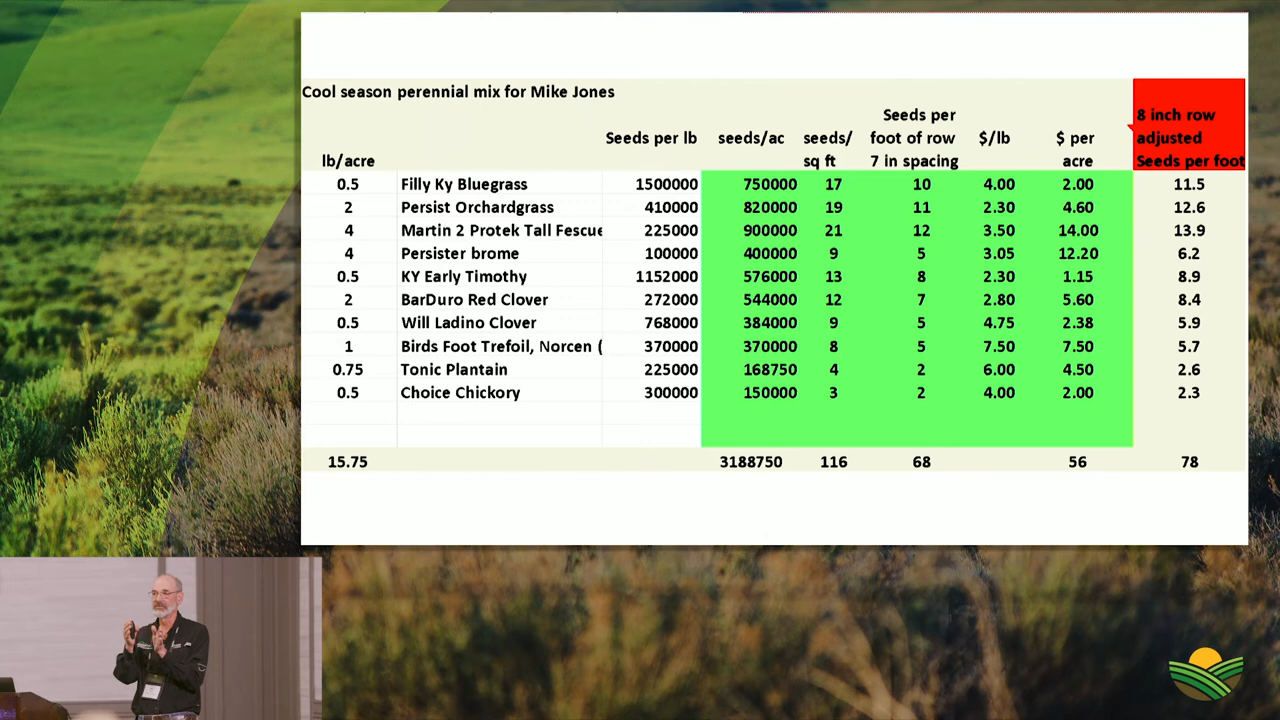 Cool season perennial mix for Mike Jones
lb/acre Seeds per lb seeds/ac seeds/ sq ft Seeds per foot of row 7 in spacing $/lb $ per acre 8 inch row adjusted Seeds per foot
0.5 Filly Ky Bluegrass 1500000 750000 17 10 4.00 2.00 11.5
2 Persist Orchardgrass 410000 820000 19 11 2.30 4.60 12.6
4 Martin 2 Protek Tall Fescue 225000 900000 21 12 3.50 14.00 13.9
4 Persister brome 100000 400000 9 5 3.05 12.20 6.2
0.5 KY Early Timothy 1152000 576000 13 8 2.30 1.15 8.9
2 BarDuro Red Clover 272000 544000 12 7 2.80 5.60 8.4
0.5 Will Ladino Clover 768000 384000 9 5 4.75 2.38 5.9
1 Birds Foot Trefoil, Norcen ( 370000 370000 8 5 7.50 7.50 5.7
0.75 Tonic Plantain 225000 168750 4 2 6.00 4.50 2.6
0.5 Choice Chickory 300000 150000 3 2 4.00 2.00 2.3
15.75 3188750 116 68 56 78